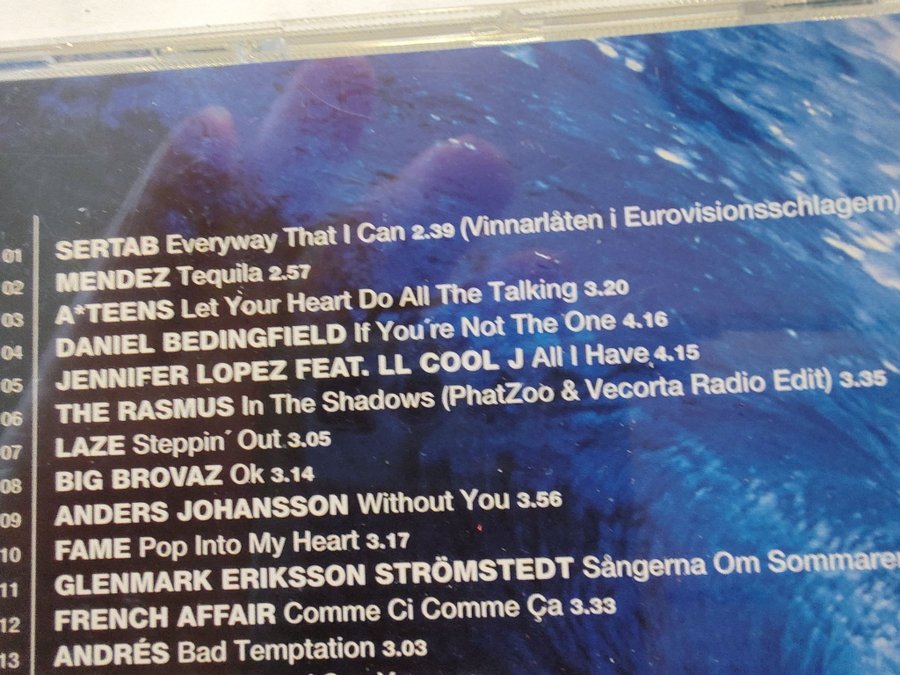 01 SERTAB Everyway That I Can 2.39 (Vinnarlåten i Eurovisionsschlagern)
02 MENDEZ Tequila 2.57
03 A*TEENS Let Your Heart Do All The Talking 3.20
04 DANIEL BEDINGFIELD If You´re Not The One 4.16
05 JENNIFER LOPEZ FEAT. LL COOL J All I Have 4.15
06 THE RASMUS In The Shadows (PhatZoo & Vecorta Radio Edit) 3.35
07 LAZE Steppin´ Out 3.05
08 BIG BROVAZ Ok 3.14
09 ANDERS JOHANSSON Without You 3.56
10 FAME Pop Into My Heart 3.17
11 GLENMARK ERIKSSON STRÖMSTEDT Sångerna Om Sommaren
12 FRENCH AFFAIR Comme Ci Comme Ça 3.33
13 ANDRÉS Bad Temptation 3.03